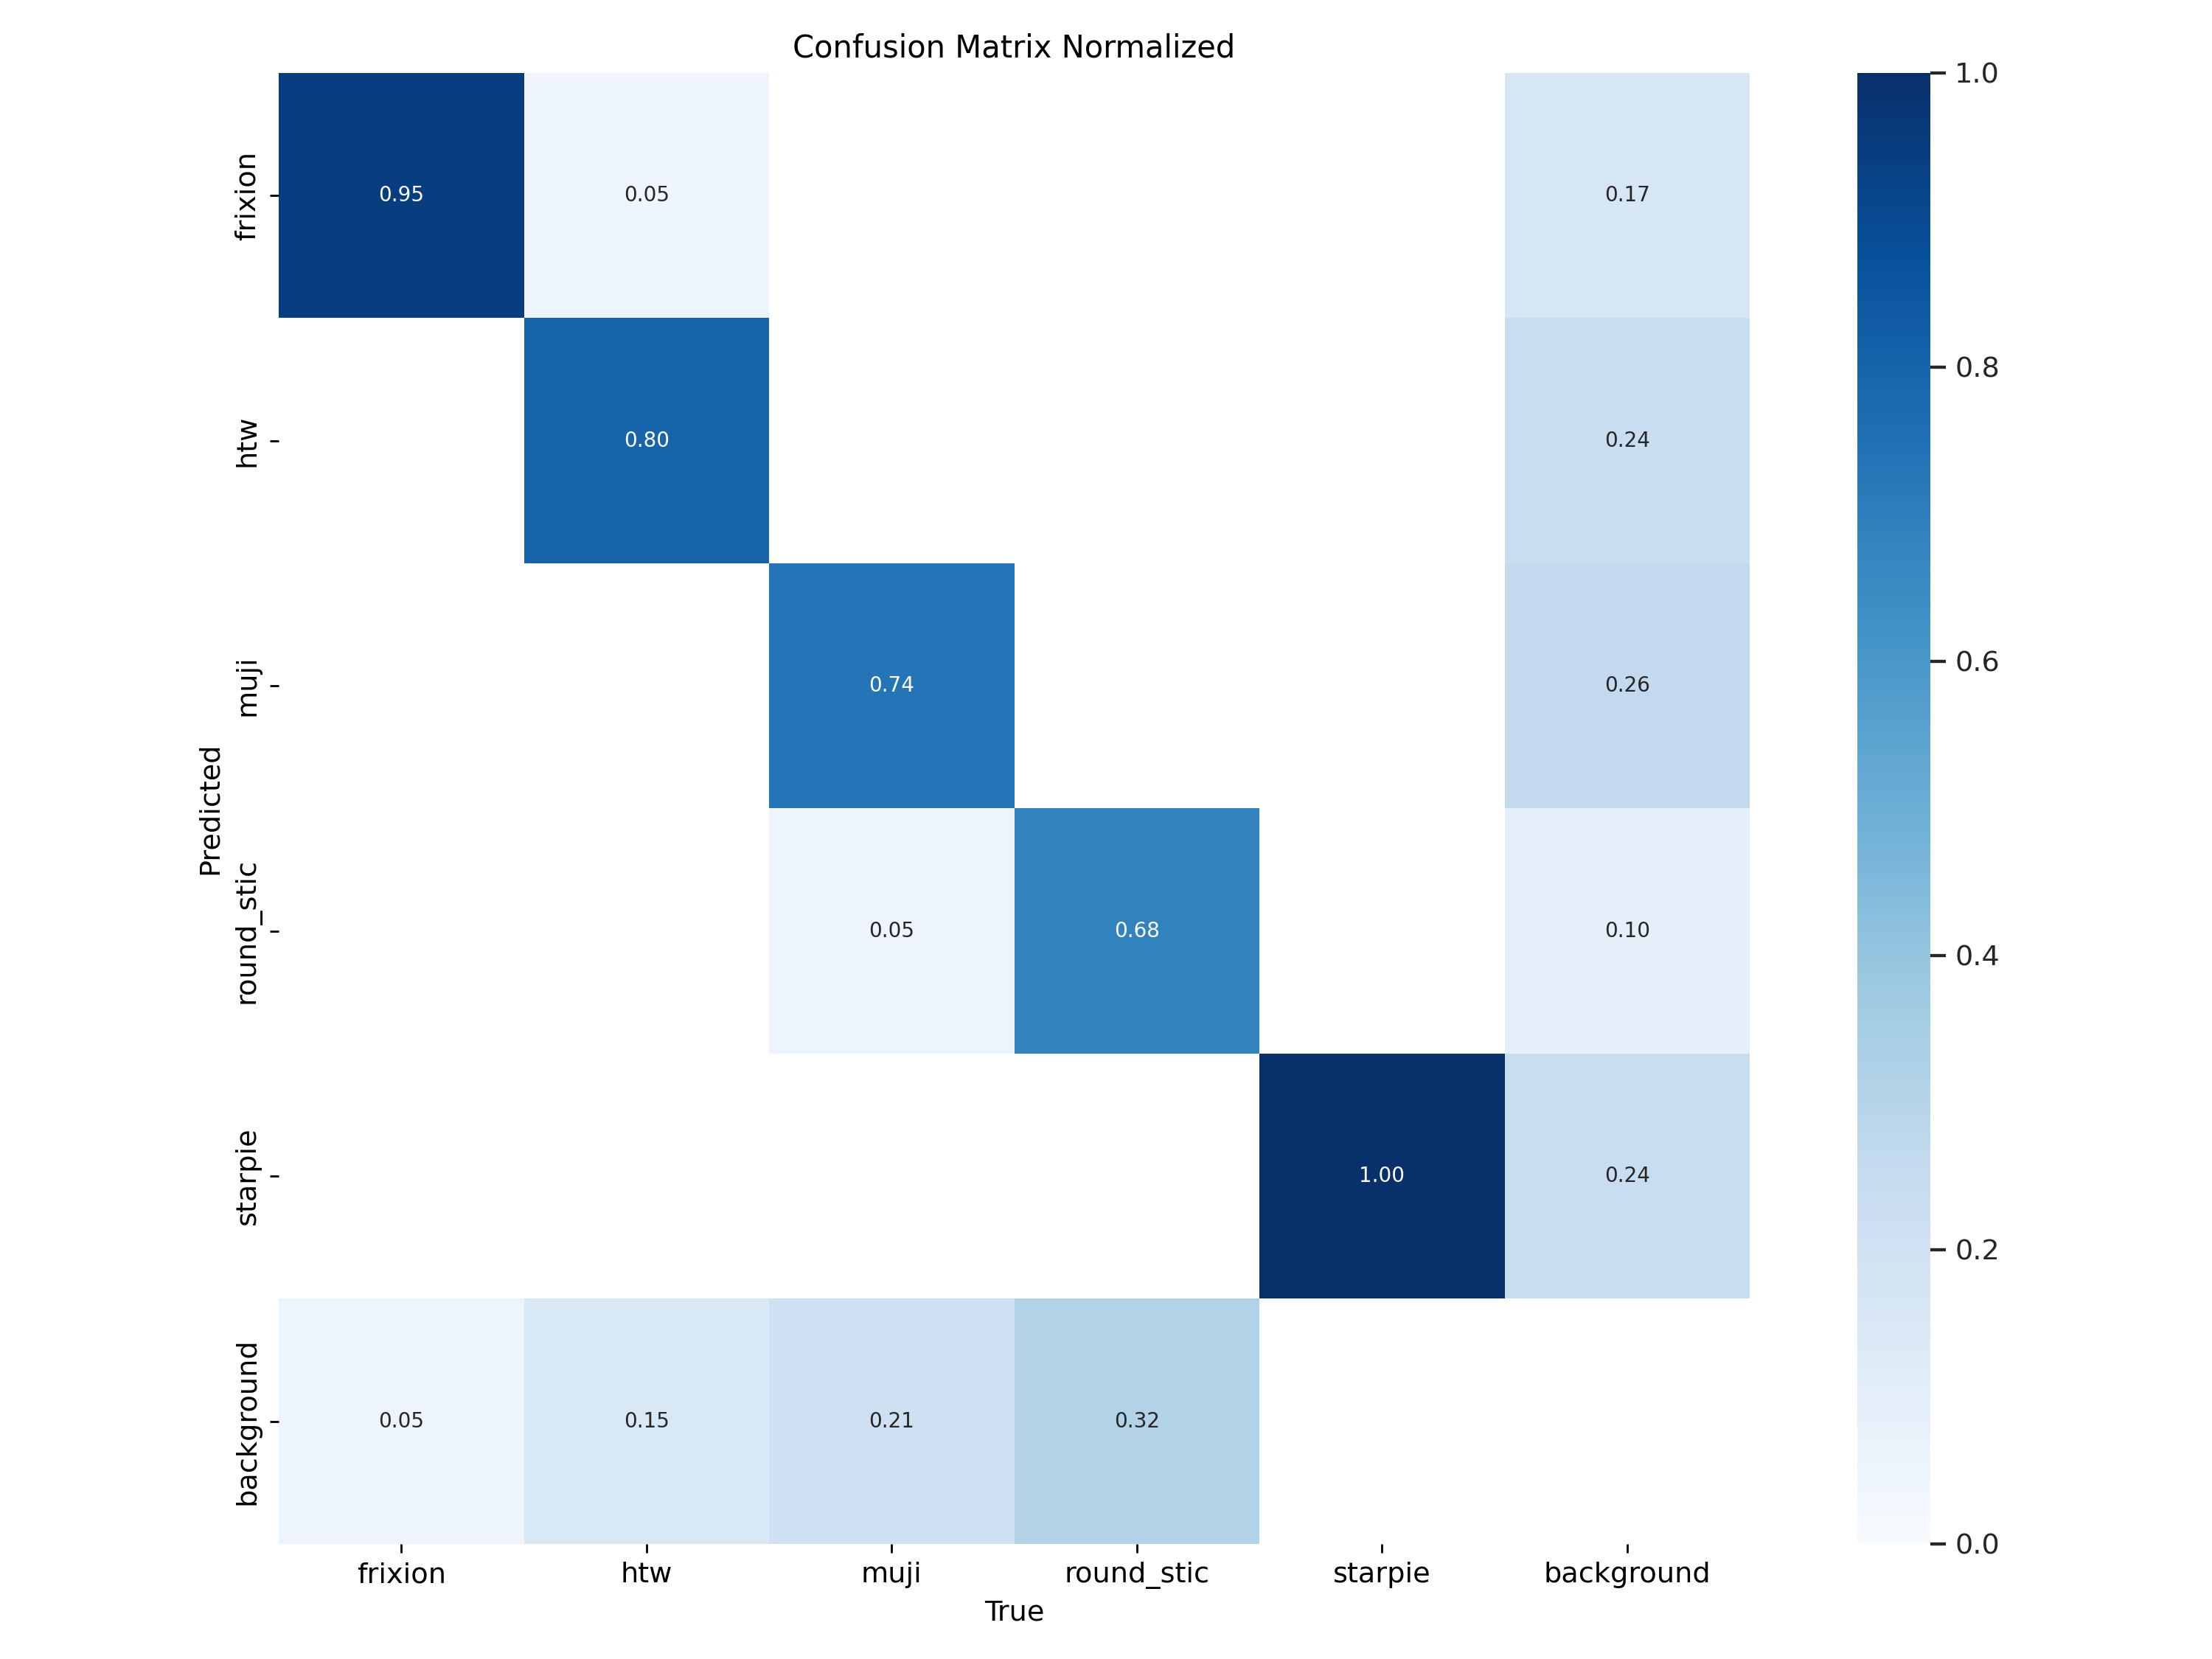 Confusion Matrix Normalized
frixion
0.95
0.05
0.17
1.0
htw
0.80
0.24
0.8
muji
0.74
0.26
0.6
Predicted
round_stic
0.05
0.68
0.10
0.4
starpie
1.00
0.24
0.2
background
0.05
0.15
0.21
0.32
0.0
frixion htw muji round_stic starpie background
True